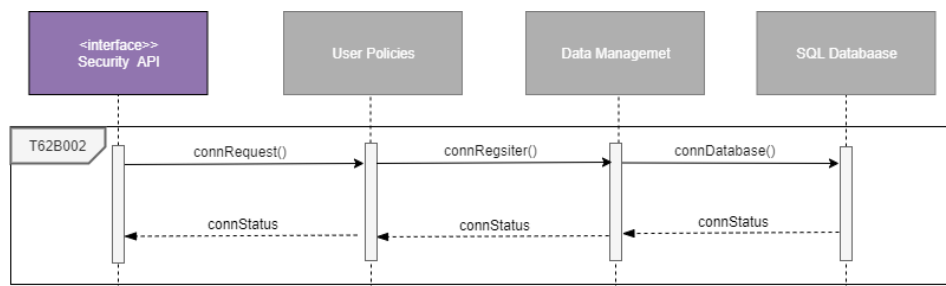 <interface>>
Security API
User Policies
Data Managemet
SQL Databaase
T62B002
connRequest()
connRegsiter()
connDatabase()
connStatus
connStatus
connStatus